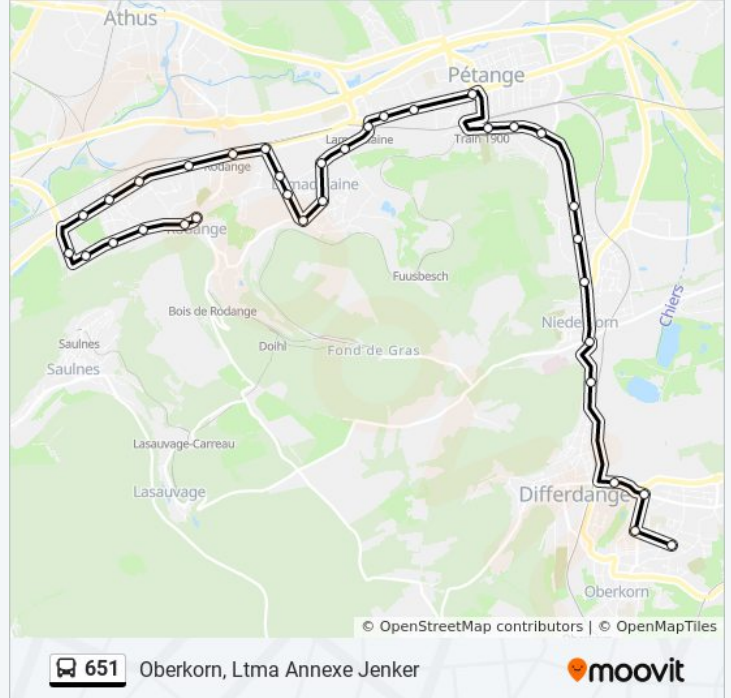 Athus
Pétange
Lamadelaine
Train 1900
Rodange
Lamadelaine
Rodange
Fuusbesch
Chiers
Bois de Rodange
Niederkorn
Saulnes
Doihl
Fond de Gras
Saulnes
Lasauvage-Carreau
Lasauvage
Differdange
Oberkorn
© OpenStreetMap contributors | © OpenMapTiles
651 Oberkorn, Ltma Annexe Jenker
moovit